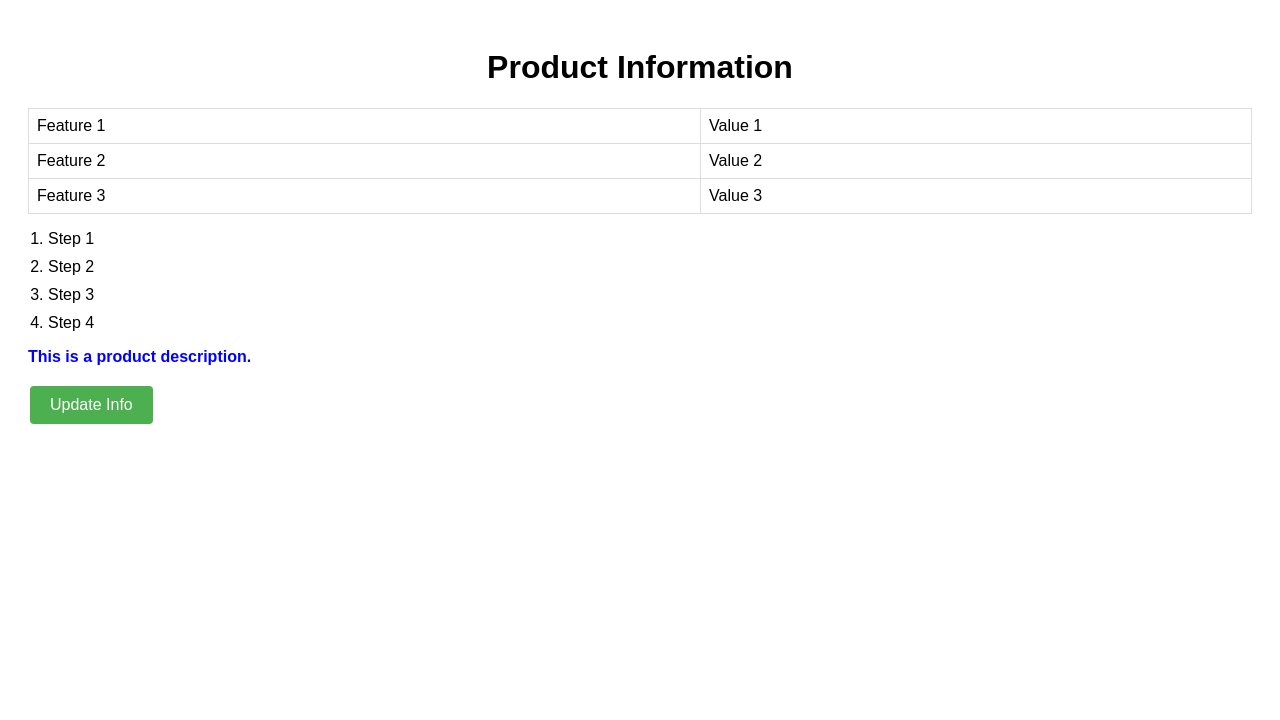 Product Information
Feature 1 Value 1
Feature 2 Value 2
Feature 3 Value 3
1. Step 1
2. Step 2
3. Step 3
4. Step 4
This is a product description.
Update Info